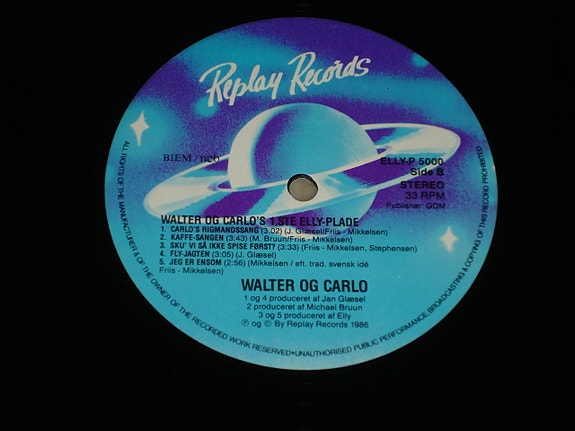 Replay Records
BIEM / ncb
ELLY-P 5000
Side B
STEREO
33 RPM
Publisher: GDM
WALTER OG CARLO'S 1.STE ELLY-PLADE
1. CARLO'S RIGMANDSSANG (3:02) (J. Glæsel/Friis - Mikkelsen)
2. KAFFE-SANGEN (3:43) (M. Bruun/Friis - Mikkelsen)
3. SKU' VI SÅ IKKE SPISE FØRST? (3:33) (Friis - Mikkelsen, Stephensen)
4. FLY-JAGTEN (3:05) (J. Glæsel)
5. JEG ER ENSOM (2:56) (Mikkelsen / eft. trad. svensk idé
Friis - Mikkelsen)
WALTER OG CARLO
1 og 4 produceret af Jan Glæsel
2 produceret af Michael Bruun
3 og 5 produceret af Elly
℗ og © By Replay Records 1986
ALL RIGHTS OF THE MANUFACTURER & OF THE OWNER OF THE RECORDED WORK RESERVED•UNAUTHORISED PUBLIC PERFORMANCE, BROADCASTING & COPYING OF THIS RECORD PROHIBITED